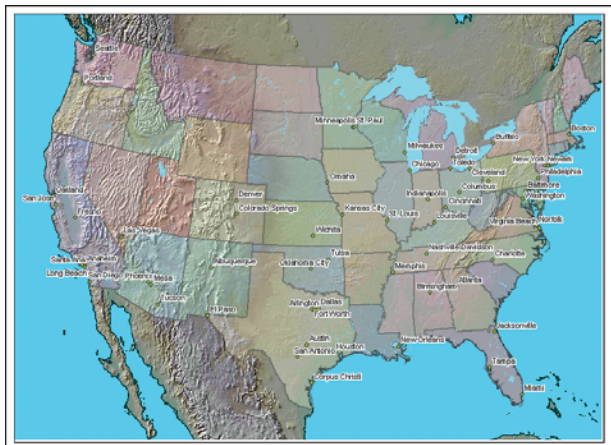 Seattle
Portland
Minneapolis St. Paul
Milwaukee
Detroit
Buffalo
Boston
Chicago
Toledo
Cleveland
New York Newark
Philadelphia
Omaha
Indianapolis
Columbus
Baltimore
Washington
Oakland
San Jose
Denver
Colorado Springs
Kansas City
St. Louis
Cincinnati
Louisville
Virginia Beach
Norfolk
Fresno
Las Vegas
Wichita
Tulsa
Nashville-Davidson
Charlotte
Santa Ana
Anaheim
Long Beach
San Diego
Phoenix
Mesa
Albuquerque
Oklahoma City
Memphis
Atlanta
Tucson
Birmingham
El Paso
Arlington
Dallas
Fort Worth
Jacksonville
Austin
San Antonio
Houston
New Orleans
Tampa
Corpus Christi
Miami